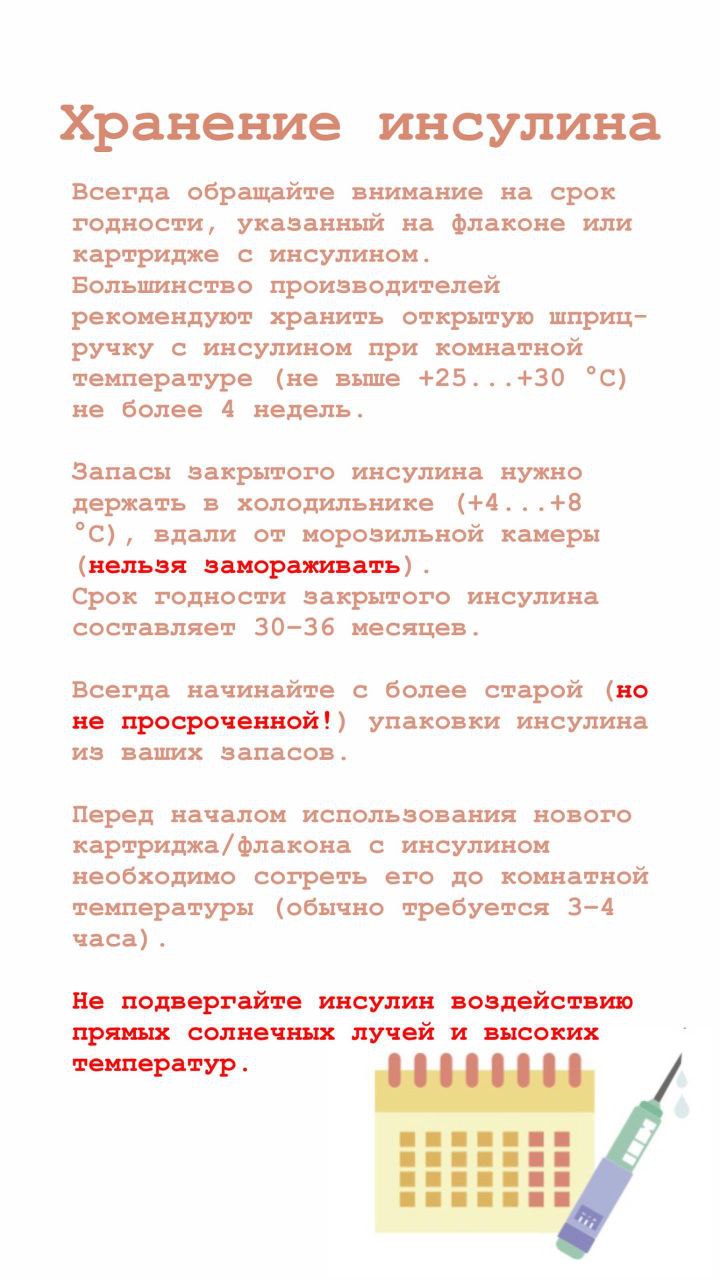 Хранение инсулина
Всегда обращайте внимание на срок
годности, указанный на флаконе или
картридже с инсулином.
Большинство производителей
рекомендуют хранить открытую шприц-
ручку с инсулином при комнатной
температуре (не выше +25...+30 °С)
не более 4 недель.
Запасы закрытого инсулина нужно
держать в холодильнике (+4...+8
°С), вдали от морозильной камеры
(нельзя замораживать).
Срок годности закрытого инсулина
составляет 30-36 месяцев.
Всегда начинайте с более старой (но
не просроченной!) упаковки инсулина
из ваших запасов.
Перед началом использования нового
картриджа/флакона с инсулином
необходимо согреть его до комнатной
температуры (обычно требуется 3-4
часа).
Не подвергайте инсулин воздействию
прямых солнечных лучей и высоких
температур.